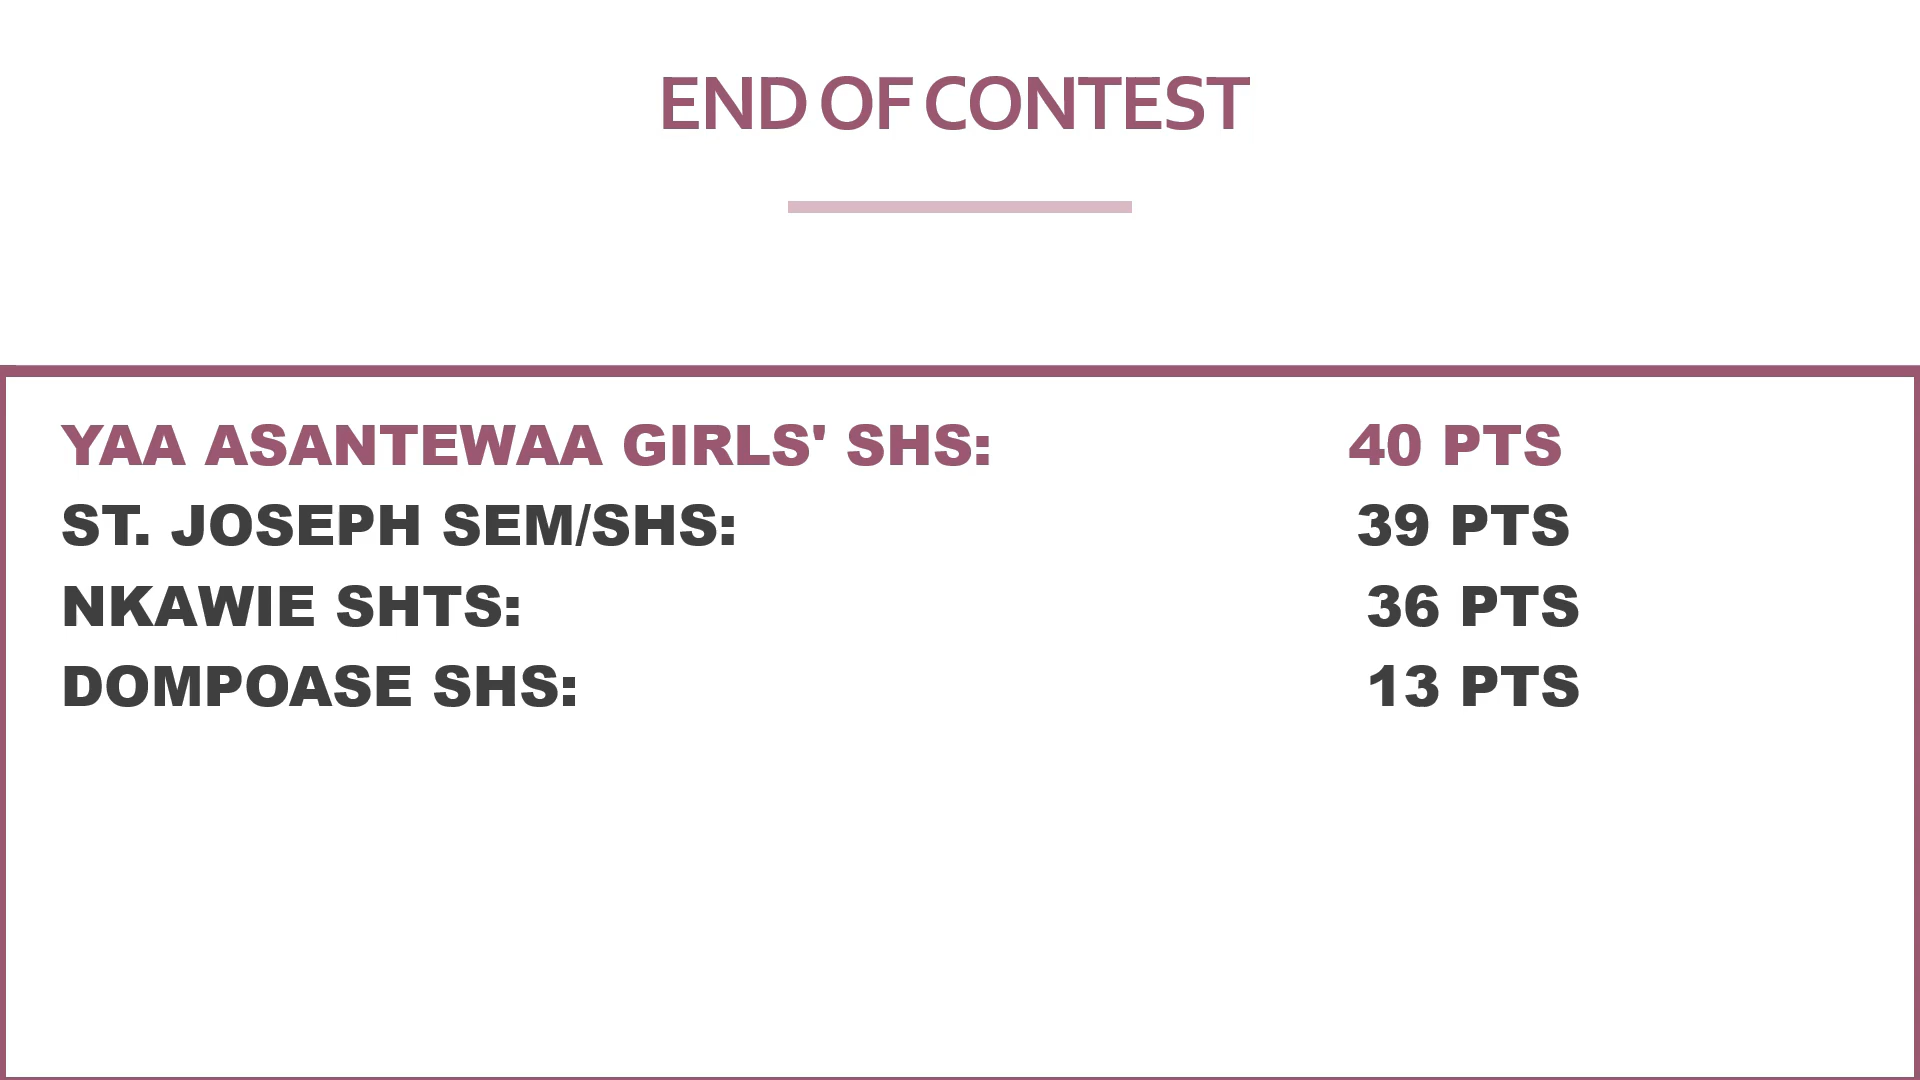 END OF CONTEST
YAA ASANTEWAA GIRLS' SHS: 40 PTS
ST. JOSEPH SEM/SHS: 39 PTS
NKAWIE SHTS: 36 PTS
DOMPOASE SHS: 13 PTS